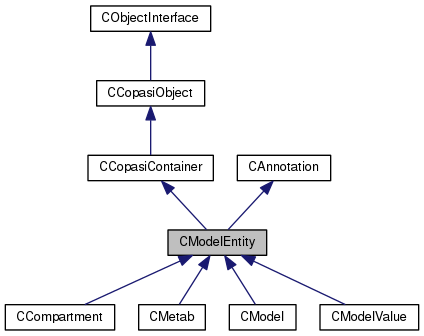 CObjectInterface
CCopasiObject
CCopasiContainer
CAnnotation
CModelEntity
CCompartment
CMetab
CModel
CModelValue